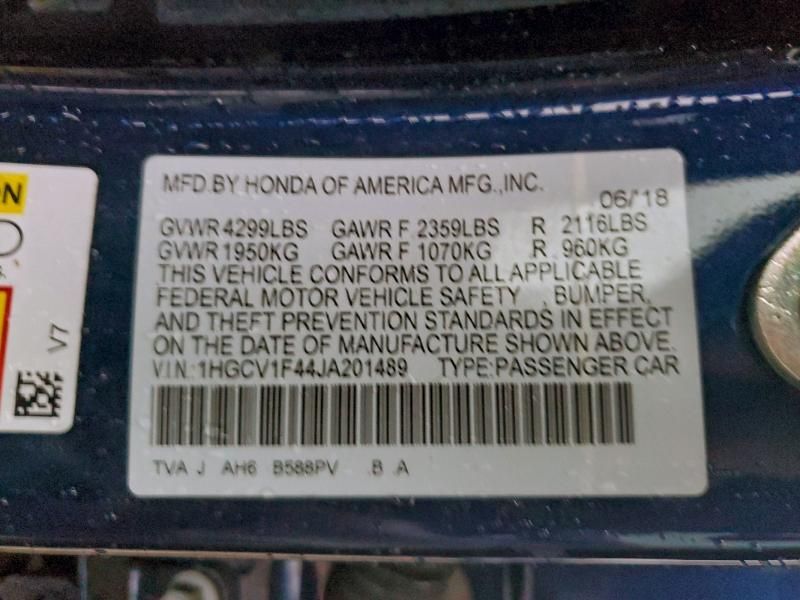 MFD.BY HONDA OF AMERICA MFG.,INC.
06/'18
GVWR 4299LBS GAWR F 2359LBS R 2116LBS
GVWR 1950KG GAWR F 1070KG R 960KG
THIS VEHICLE CONFORMS TO ALL APPLICABLE
FEDERAL MOTOR VEHICLE SAFETY , BUMPER,
AND THEFT PREVENTION STANDARDS IN EFFECT
ON THE DATE OF MANUFACTURE SHOWN ABOVE.
V.I.N.:1HGCV1F44JA201489 TYPE:PASSENGER CAR
TVA J AH6 B588PV .B .A
V7